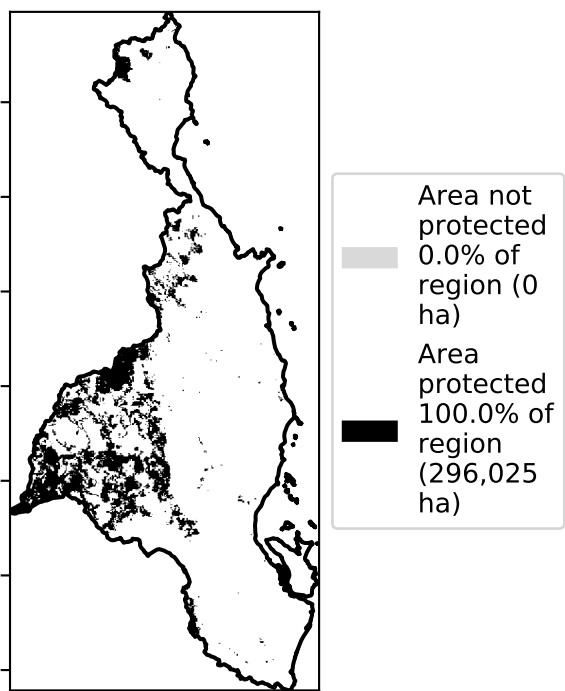 Area not
protected
0.0% of
region (0
ha)
Area
protected
100.0% of
region
(296,025
ha)